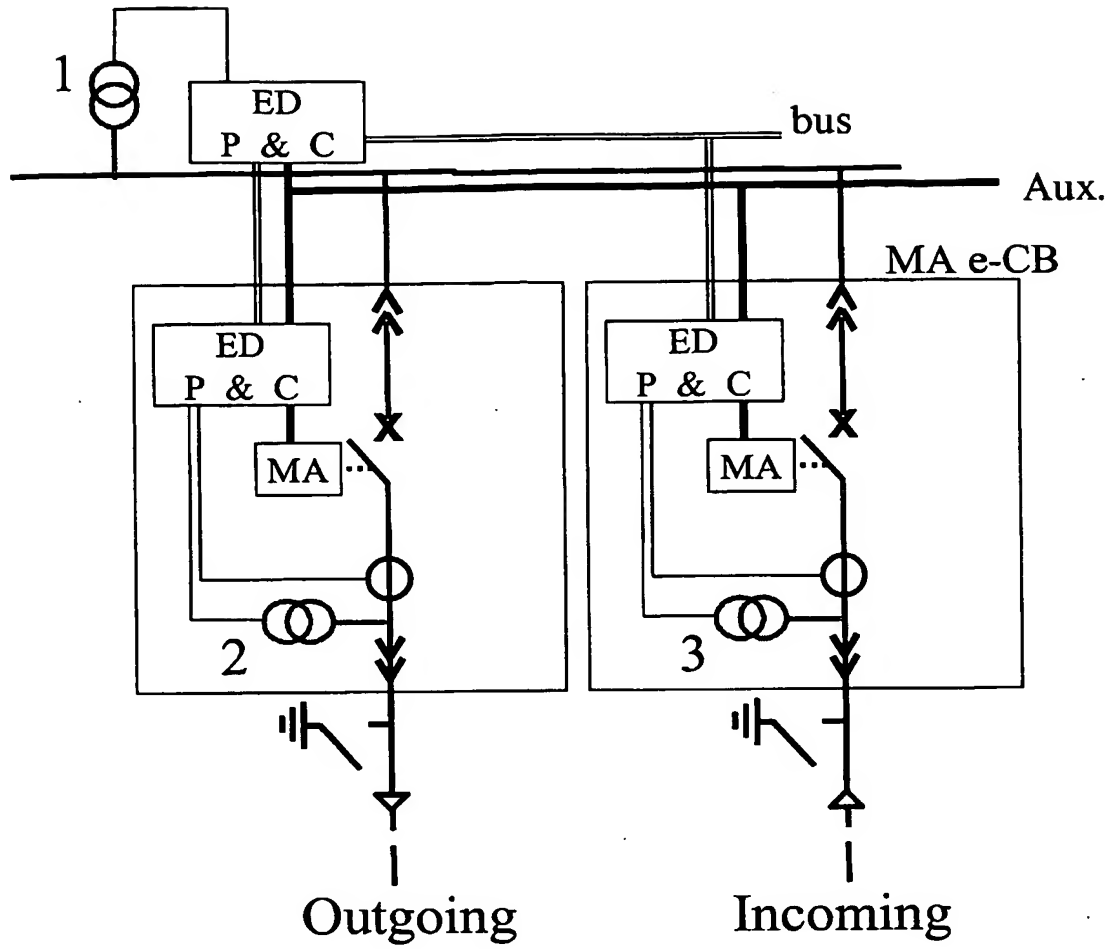 1
ED
P & C
bus
Aux.
MA e-CB
ED
P & C
MA
2
ED
P & C
MA
3
Outgoing
Incoming